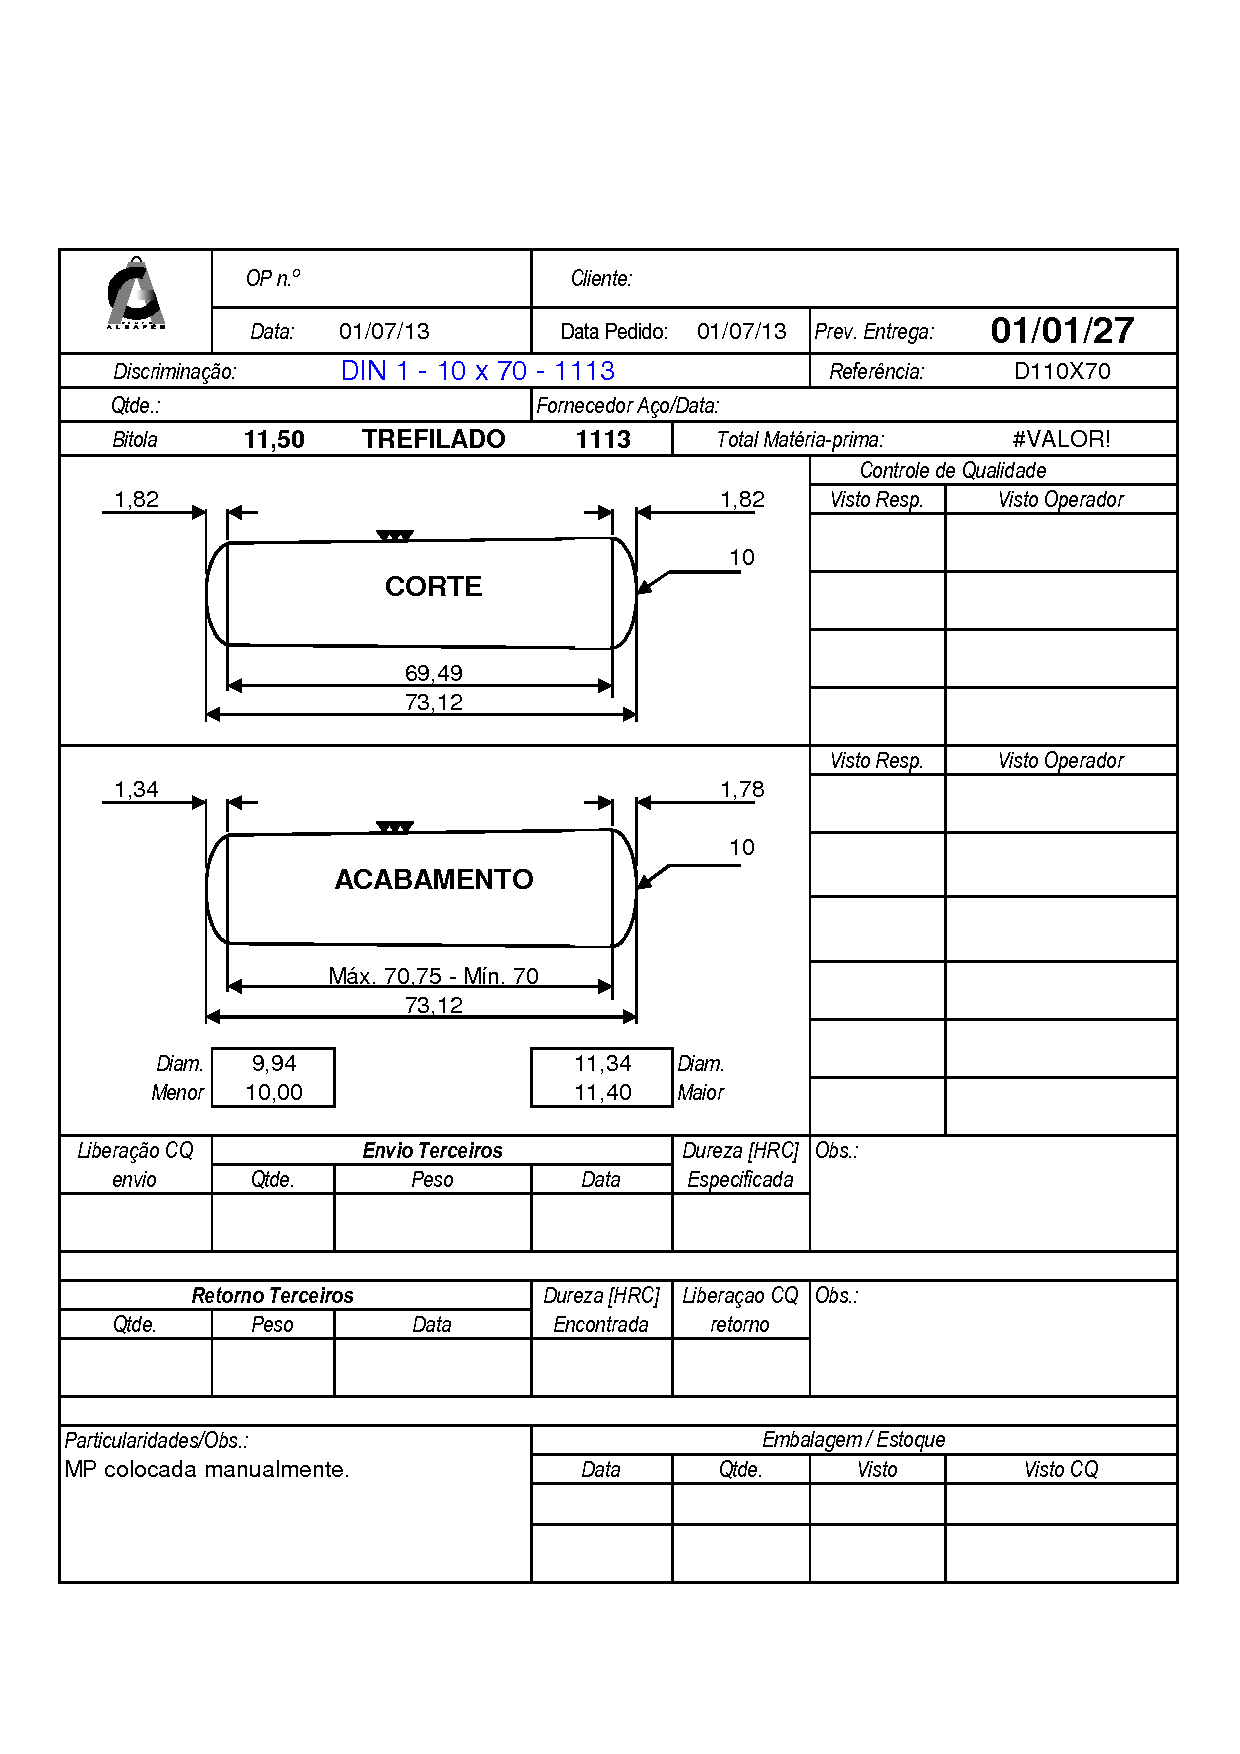 ALBAFER
OP n.º Cliente:
Data: 01/07/13 Data Pedido: 01/07/13 Prev. Entrega: 01/01/27
Discriminação: DIN 1 - 10 x 70 - 1113 Referência: D110X70
Qtde.: Fornecedor Aço/Data:
Bitola 11,50 TREFILADO 1113 Total Matéria-prima: #VALOR!
Controle de Qualidade
1,82 1,82 Visto Resp. Visto Operador
10
CORTE
69,49
73,12
Visto Resp. Visto Operador
1,34 1,78
10
ACABAMENTO
Máx. 70,75 - Mín. 70
73,12
Diam. 9,94 11,34 Diam.
Menor 10,00 11,40 Maior
Liberação CQ Envio Terceiros Dureza [HRC] Obs.:
envio Qtde. Peso Data Especificada
Retorno Terceiros Dureza [HRC] Liberaçao CQ Obs.:
Qtde. Peso Data Encontrada retorno
Particularidades/Obs.: Embalagem / Estoque
MP colocada manualmente. Data Qtde. Visto Visto CQ